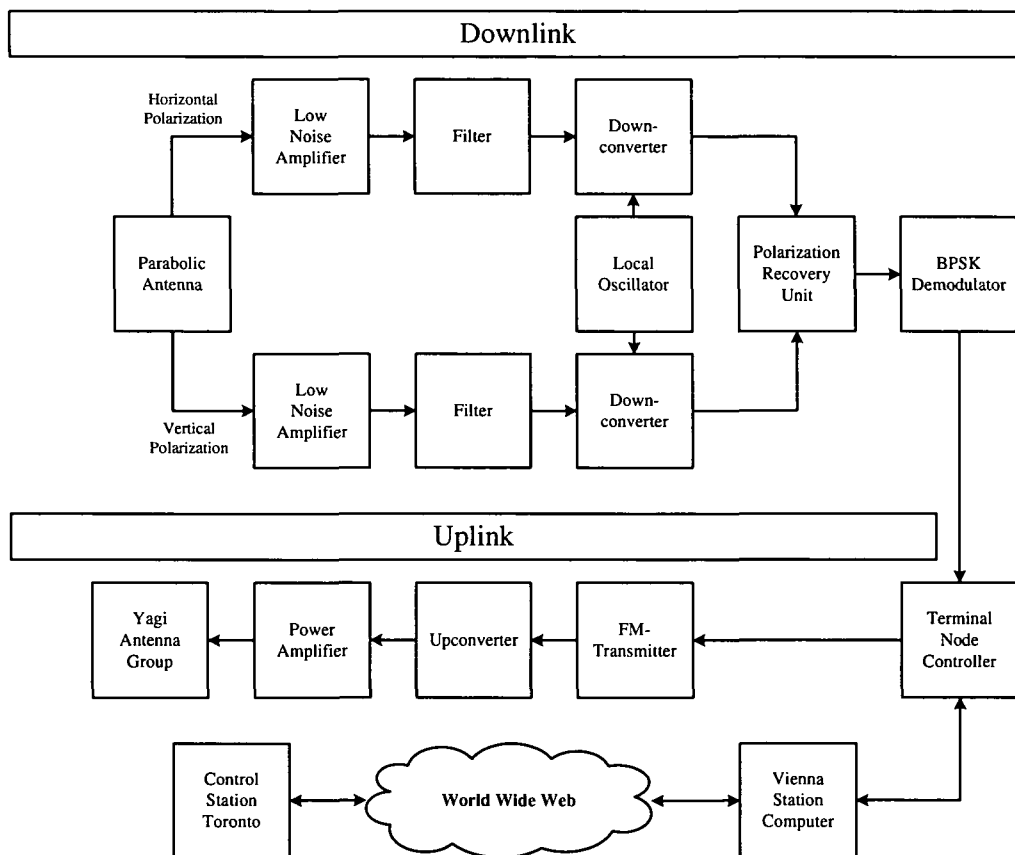 Downlink
Horizontal
Polarization
Low
Noise
Amplifier
Filter
Down-
converter
Parabolic
Antenna
Local
Oscillator
Polarization
Recovery
Unit
BPSK
Demodulator
Vertical
Polarization
Low
Noise
Amplifier
Filter
Down-
converter
Uplink
Yagi
Antenna
Group
Power
Amplifier
Upconverter
FM-
Transmitter
Terminal
Node
Controller
Control
Station
Toronto
World Wide Web
Vienna
Station
Computer